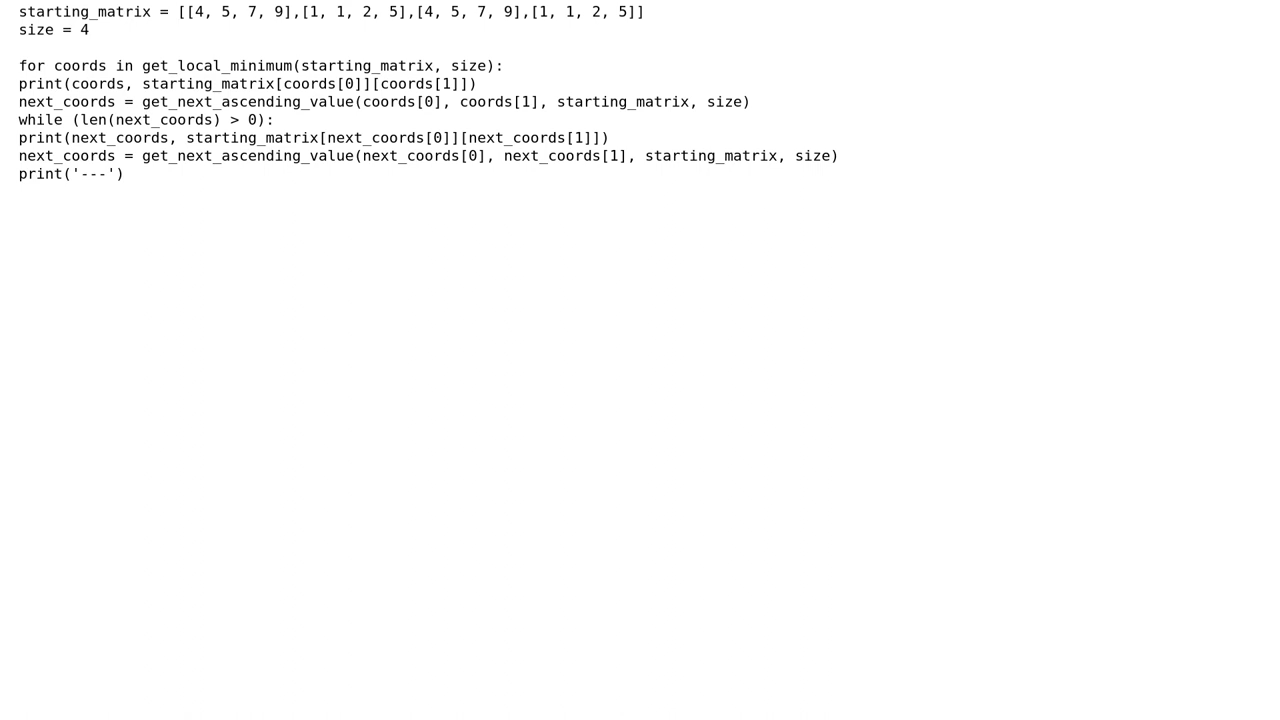 starting_matrix = [[4, 5, 7, 9],[1, 1, 2, 5],[4, 5, 7, 9],[1, 1, 2, 5]]
size = 4

for coords in get_local_minimum(starting_matrix, size):
print(coords, starting_matrix[coords[0]][coords[1]])
next_coords = get_next_ascending_value(coords[0], coords[1], starting_matrix, size)
while (len(next_coords) > 0):
print(next_coords, starting_matrix[next_coords[0]][next_coords[1]])
next_coords = get_next_ascending_value(next_coords[0], next_coords[1], starting_matrix, size)
print('---')